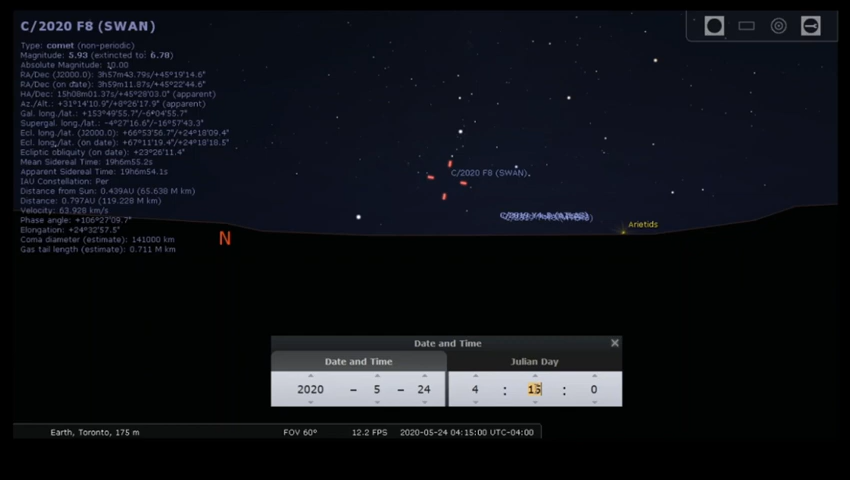 C/2020 F8 (SWAN)
Type: comet (non-periodic)
Magnitude: 5.93 (extincted to: 6.78)
Absolute Magnitude: 10.00
RA/Dec (J2000.0): 3h57m43.79s/+45°19'14.6"
RA/Dec (on date): 3h59m11.87s/+45°22'44.6"
HA/Dec: 15h08m01.37s/+45°28'03.0" (apparent)
Az./Alt.: +31°14'10.9"/+8°26'17.9" (apparent)
Gal. long./lat.: +153°49'55.7"/-6°04'55.7"
Supergal. long./lat.: -4°27'16.6"/-16°57'43.3"
Ecl. long./lat. (J2000.0): +66°53'56.7"/+24°18'09.4"
Ecl. long./lat. (on date): +67°11'19.4"/+24°18'18.5"
Ecliptic obliquity (on date): +23°26'11.4"
Mean Sidereal Time: 19h6m55.2s
Apparent Sidereal Time: 19h6m54.1s
IAU Constellation: Per
Distance from Sun: 0.439AU (65.638 M km)
Distance: 0.797AU (119.228 M km)
Velocity: 63.928 km/s
Phase angle: +106°27'09.7"
Elongation: +24°32'57.5"
Coma diameter (estimate): 141000 km
Gas tail length (estimate): 0.711 M km
C/2020 F8 (SWAN)
Arietids
N
Date and Time
Date and Time Julian Day
2020 - 5 - 24 4 : 15 : 0
Earth, Toronto, 175 m FOV 60° 12.2 FPS 2020-05-24 04:15:00 UTC-04:00